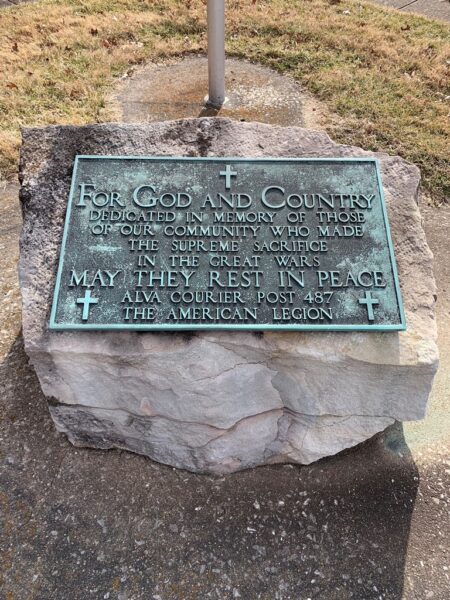 For God and Country
DEDICATED IN MEMORY OF THOSE
OF OUR COMMUNITY WHO MADE
THE SUPREME SACRIFICE
IN THE GREAT WARS
MAY THEY REST IN PEACE
ALVA COURIER POST 487
THE AMERICAN LEGION